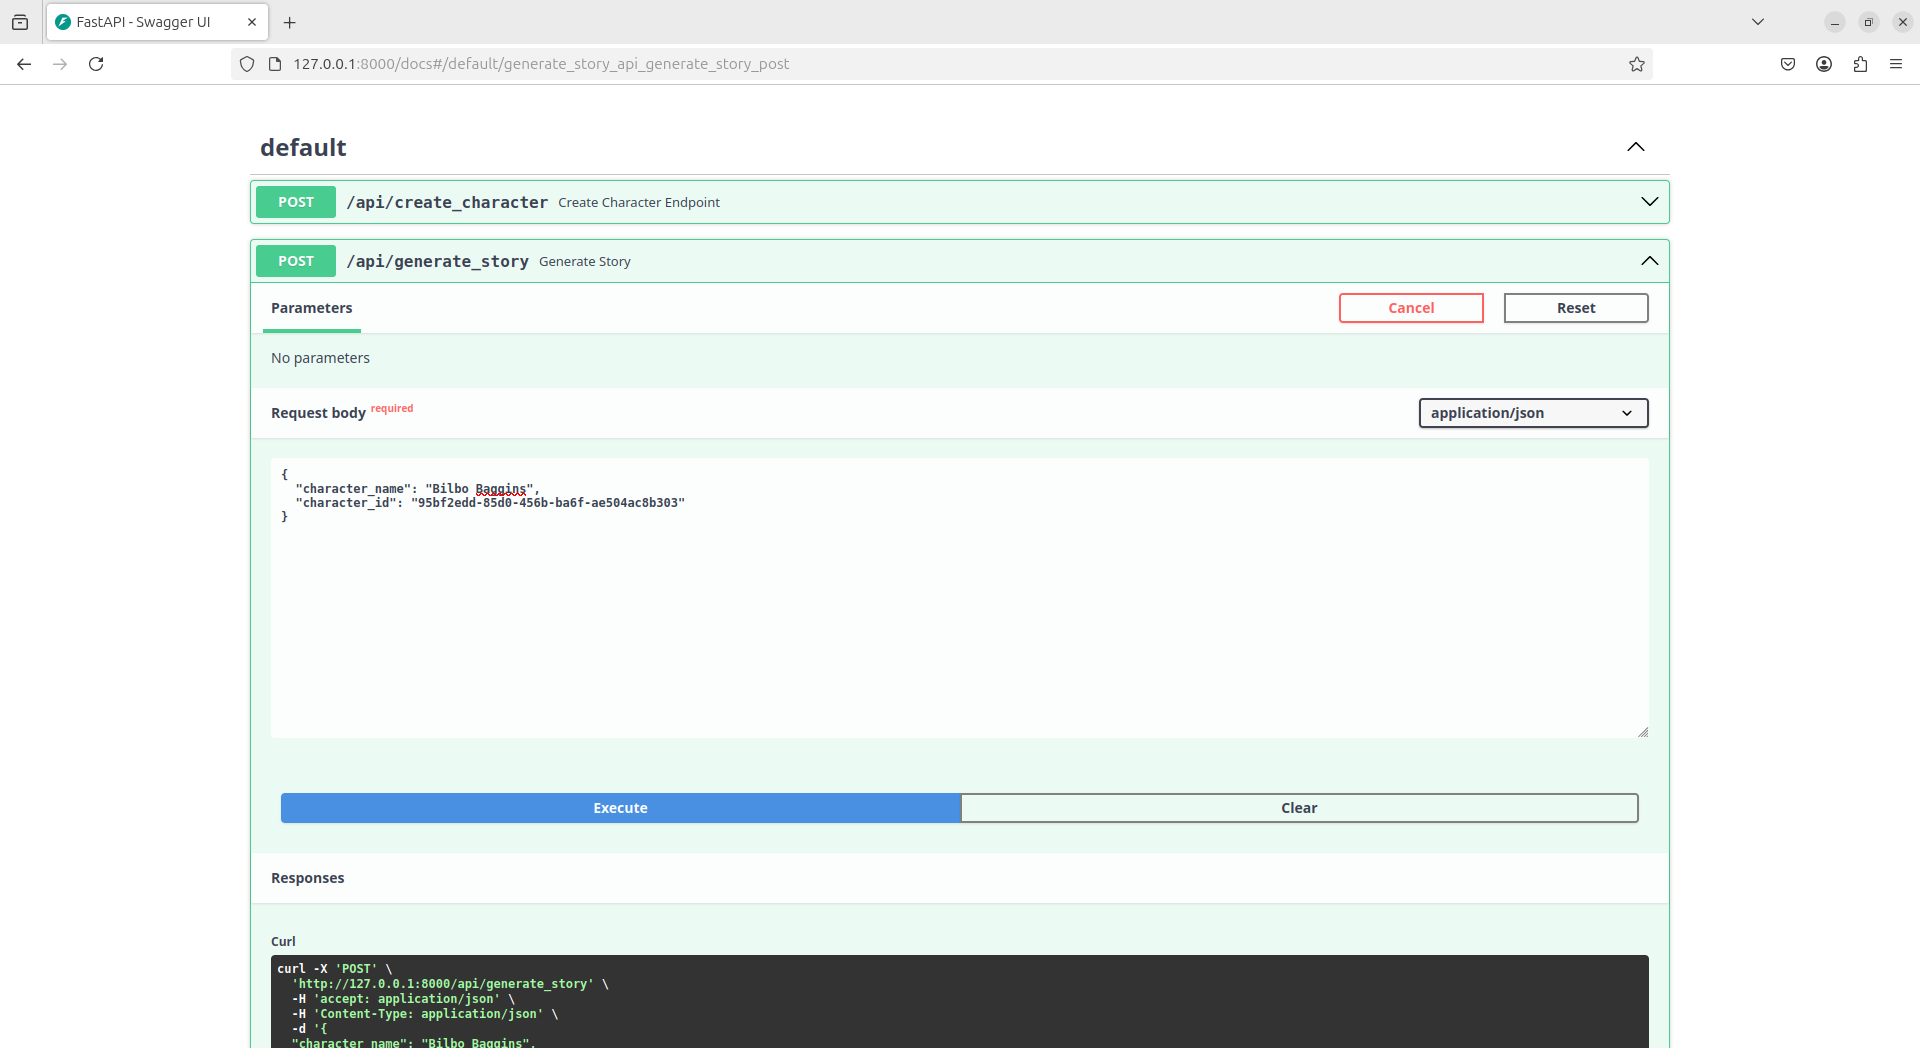 FastAPI - Swagger UI
127.0.0.1:8000/docs#/default/generate_story_api_generate_story_post
default
POST /api/create_character Create Character Endpoint
POST /api/generate_story Generate Story
Parameters Cancel Reset
No parameters
Request body required application/json
{
"character_name": "Bilbo Baggins",
"character_id": "95bf2edd-85d0-456b-ba6f-ae504ac8b303"
}
Execute Clear
Responses
Curl
curl -X 'POST' \
'http://127.0.0.1:8000/api/generate_story' \
-H 'accept: application/json' \
-H 'Content-Type: application/json' \
-d '{
"character_name": "Bilbo Baggins",